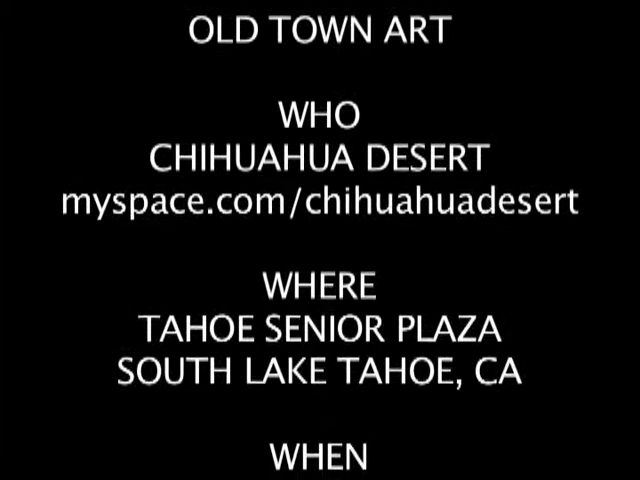 OLD TOWN ART
WHO
CHIHUAHUA DESERT
myspace.com/chihuahuadesert
WHERE
TAHOE SENIOR PLAZA
SOUTH LAKE TAHOE, CA
WHEN